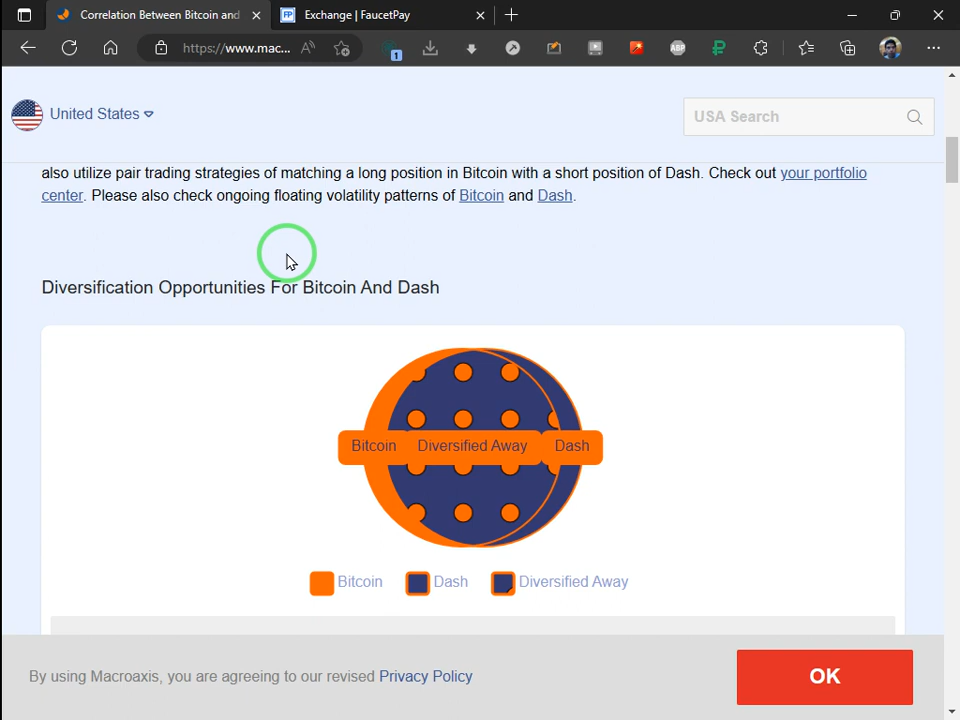 Correlation Between Bitcoin and
Exchange | FaucetPay
https://www.mac...
1
ABP
United States
USA Search
also utilize pair trading strategies of matching a long position in Bitcoin with a short position of Dash. Check out your portfolio
center. Please also check ongoing floating volatility patterns of Bitcoin and Dash.
Diversification Opportunities For Bitcoin And Dash
Bitcoin Diversified Away Dash
Bitcoin Dash Diversified Away
By using Macroaxis, you are agreeing to our revised Privacy Policy
OK